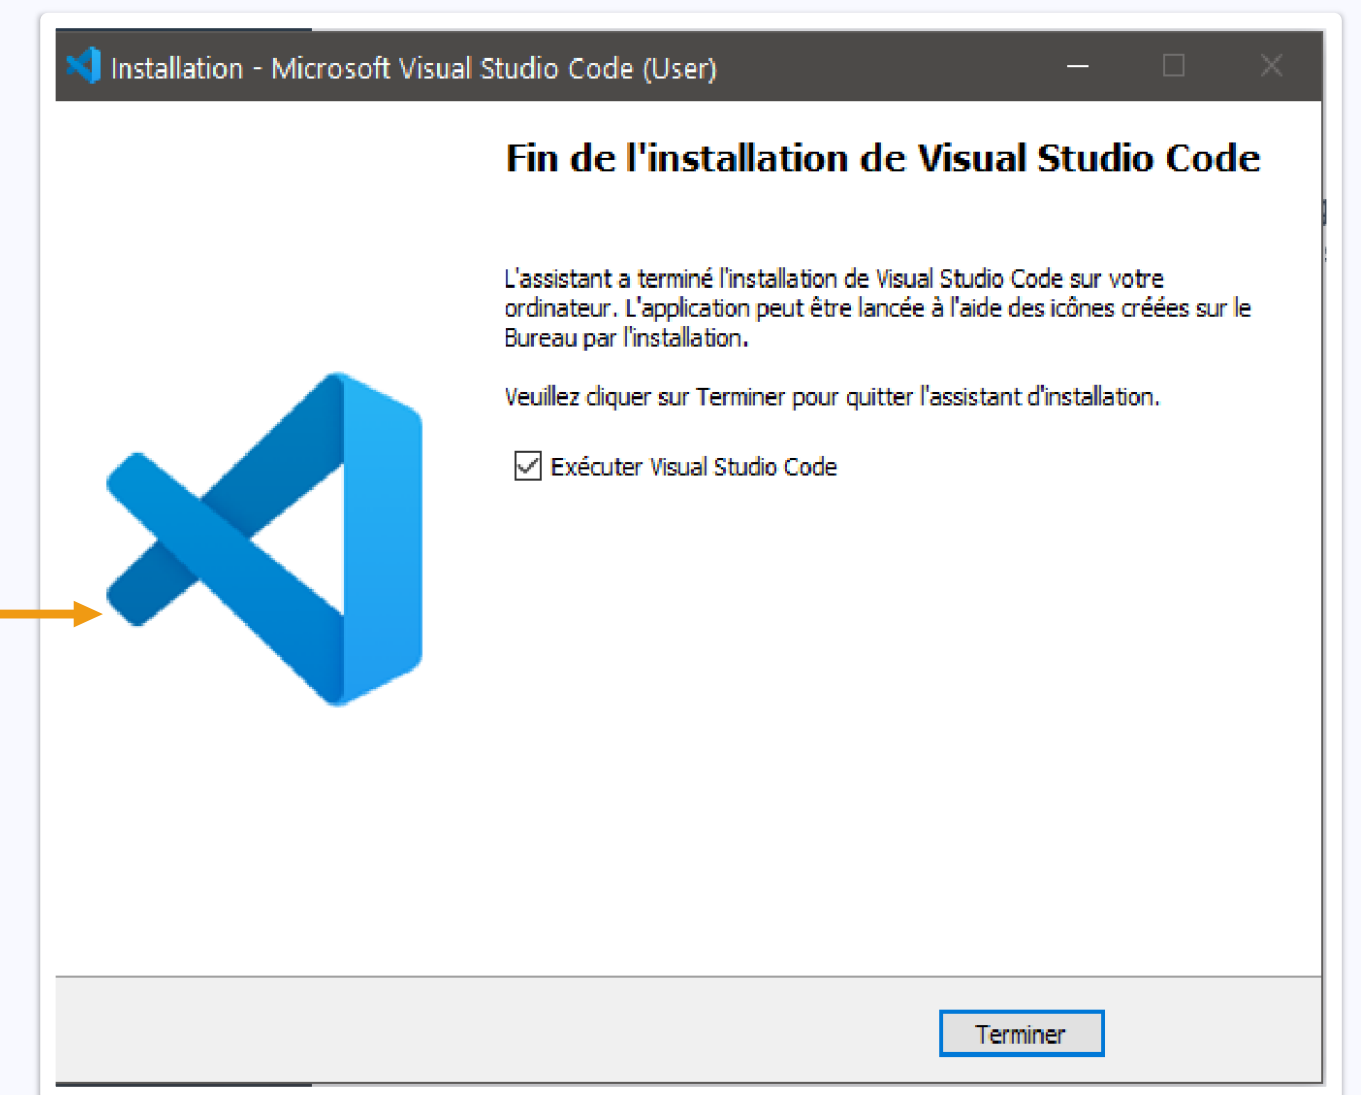 Installation - Microsoft Visual Studio Code (User)
Fin de l'installation de Visual Studio Code
L'assistant a terminé l'installation de Visual Studio Code sur votre
ordinateur. L'application peut être lancée à l'aide des icônes créées sur le
Bureau par l'installation.
Veuillez cliquer sur Terminer pour quitter l'assistant d'installation.
Exécuter Visual Studio Code
Terminer